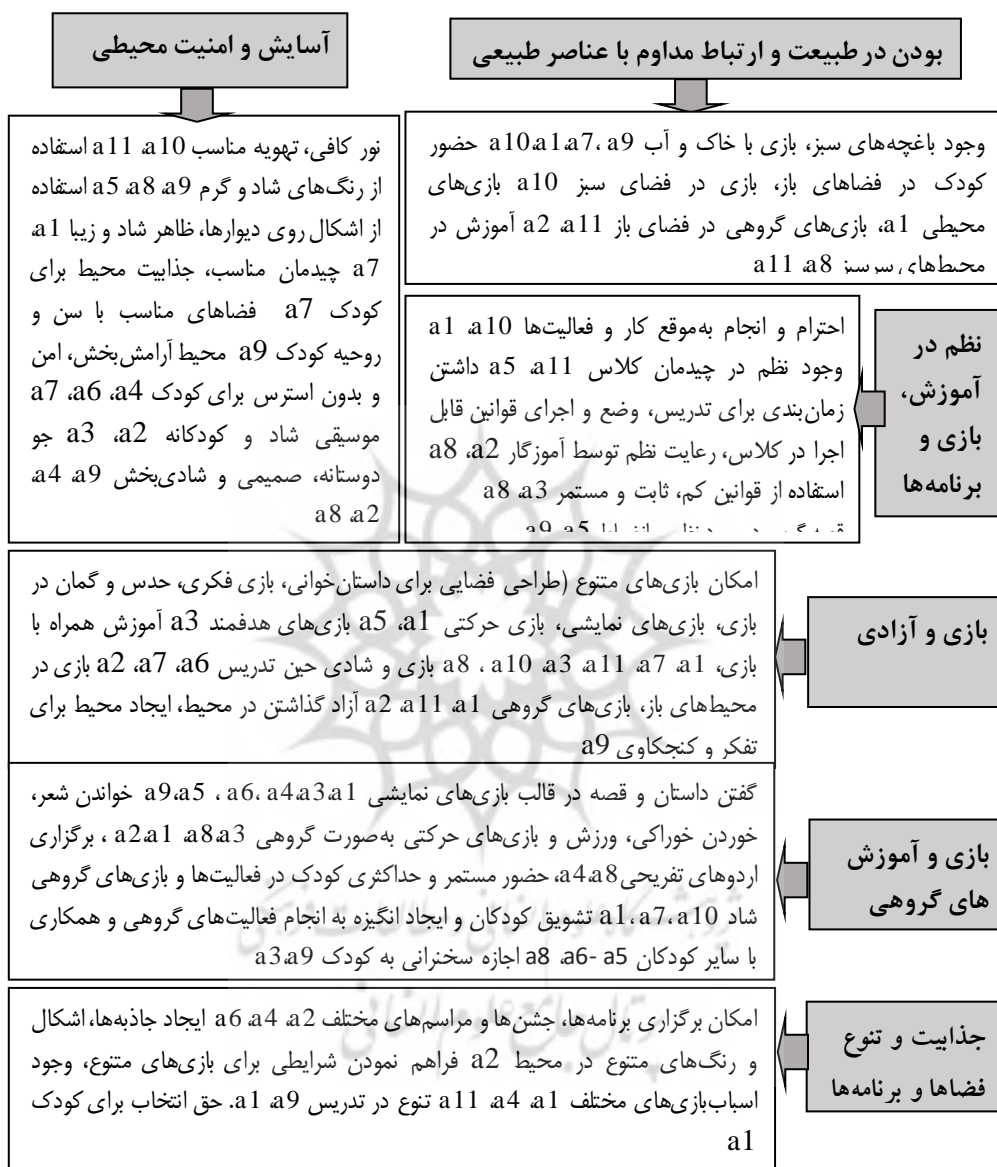 بودن در طبیعت و ارتباط مداوم با عناصر طبیعی
وجود باغچه‌های سبز، بازی با خاک و آب a10،a1،a7، a9 حضور
کودک در فضاهای باز، بازی در فضای سبز a10 بازی‌های
محیطی a1، بازی‌های گروهی در فضای باز a2 ،a11 آموزش در
محیط‌های سرسبز a11 ،a8
آسایش و امنیت محیطی
نور کافی، تهویه مناسب a11 ،a10 استفاده
از رنگ‌های شاد و گرم a5 ،a8 ،a9 استفاده
از اشکال روی دیوارها، ظاهر شاد و زیبا a1،
a7 چیدمان مناسب، جذابیت محیط برای
کودک a7 فضاهای مناسب با سن و
روحیه کودک a9 محیط آرامش‌بخش، امن
و بدون استرس برای کودک a7 ،a6 ،a4
موسیقی شاد و کودکانه a3 ،a2 جو
دوستانه، صمیمی و شادی‌بخش a4 ،a9،
a8 ،a2
نظم در
آموزش،
بازی و
برنامه‌ها
احترام و انجام به‌موقع کار و فعالیت‌ها a1 ،a10
وجود نظم در چیدمان کلاس a5 ،a11 داشتن
زمان‌بندی برای تدریس، وضع و اجرای قوانین قابل
اجرا در کلاس، رعایت نظم توسط آموزگار a8 ،a2
استفاده از قوانین کم، ثابت و مستمر a8 ،a3
a9 ،a5
بازی و آزادی
امکان بازی‌های متنوع (طراحی فضایی برای داستان‌خوانی، بازی فکری، حدس و گمان در
بازی، بازی‌های نمایشی، بازی حرکتی a5 ،a1 بازی‌های هدفمند a3 آموزش همراه با
بازی، a8 ، a10 ،a3 ،a11 ،a7 ،a1 بازی و شادی حین تدریس a2 ،a7 ،a6 بازی در
محیط‌های باز، بازی‌های گروهی a2 ،a11 ،a1 آزاد گذاشتن در محیط، ایجاد محیط برای
تفکر و کنجکاوی a9
بازی و آموزش
های گروهی
گفتن داستان و قصه در قالب بازی‌های نمایشی a9،a5 ، a6، a4،a3،a1 خواندن شعر،
خوردن خوراکی، ورزش و بازی‌های حرکتی به‌صورت گروهی a2،a1 ،a8،a3 ، برگزاری
اردوهای تفریحی a4،a8، حضور مستمر و حداکثری کودک در فعالیت‌ها و بازی‌های گروهی
شاد a1،a7،a10 تشویق کودکان و ایجاد انگیزه به انجام فعالیت‌های گروهی و همکاری
با سایر کودکان a8 ،a6- a5 اجازه سخنرانی به کودک a3،a9
جذابیت و تنوع
فضاها و برنامه‌ها
امکان برگزاری برنامه‌ها، جشن‌ها و مراسم‌های مختلف a6 ،a4 ،a2 ایجاد جاذبه‌ها، اشکال
و رنگ‌های متنوع در محیط a2 فراهم نمودن شرایطی برای بازی‌های متنوع، وجود
اسباب‌بازی‌های مختلف a11 ،a4 ،a1 تنوع در تدریس a1 ،a9. حق انتخاب برای کودک
a1
پژوهشگاه علوم انسانی و مطالعات فرهنگی
پرتال جامع علوم انسانی